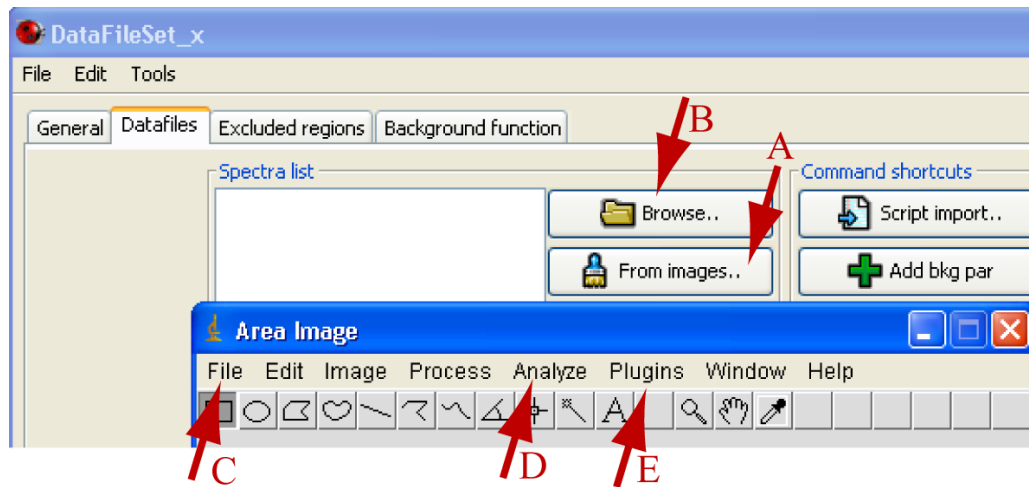 DataFileSet_x
File Edit Tools
General Datafiles Excluded regions Background function
B
A
Spectra list Command shortcuts
Browse.. Script import..
From images.. Add bkg par
Area Image
File Edit Image Process Analyze Plugins Window Help
A
C D E